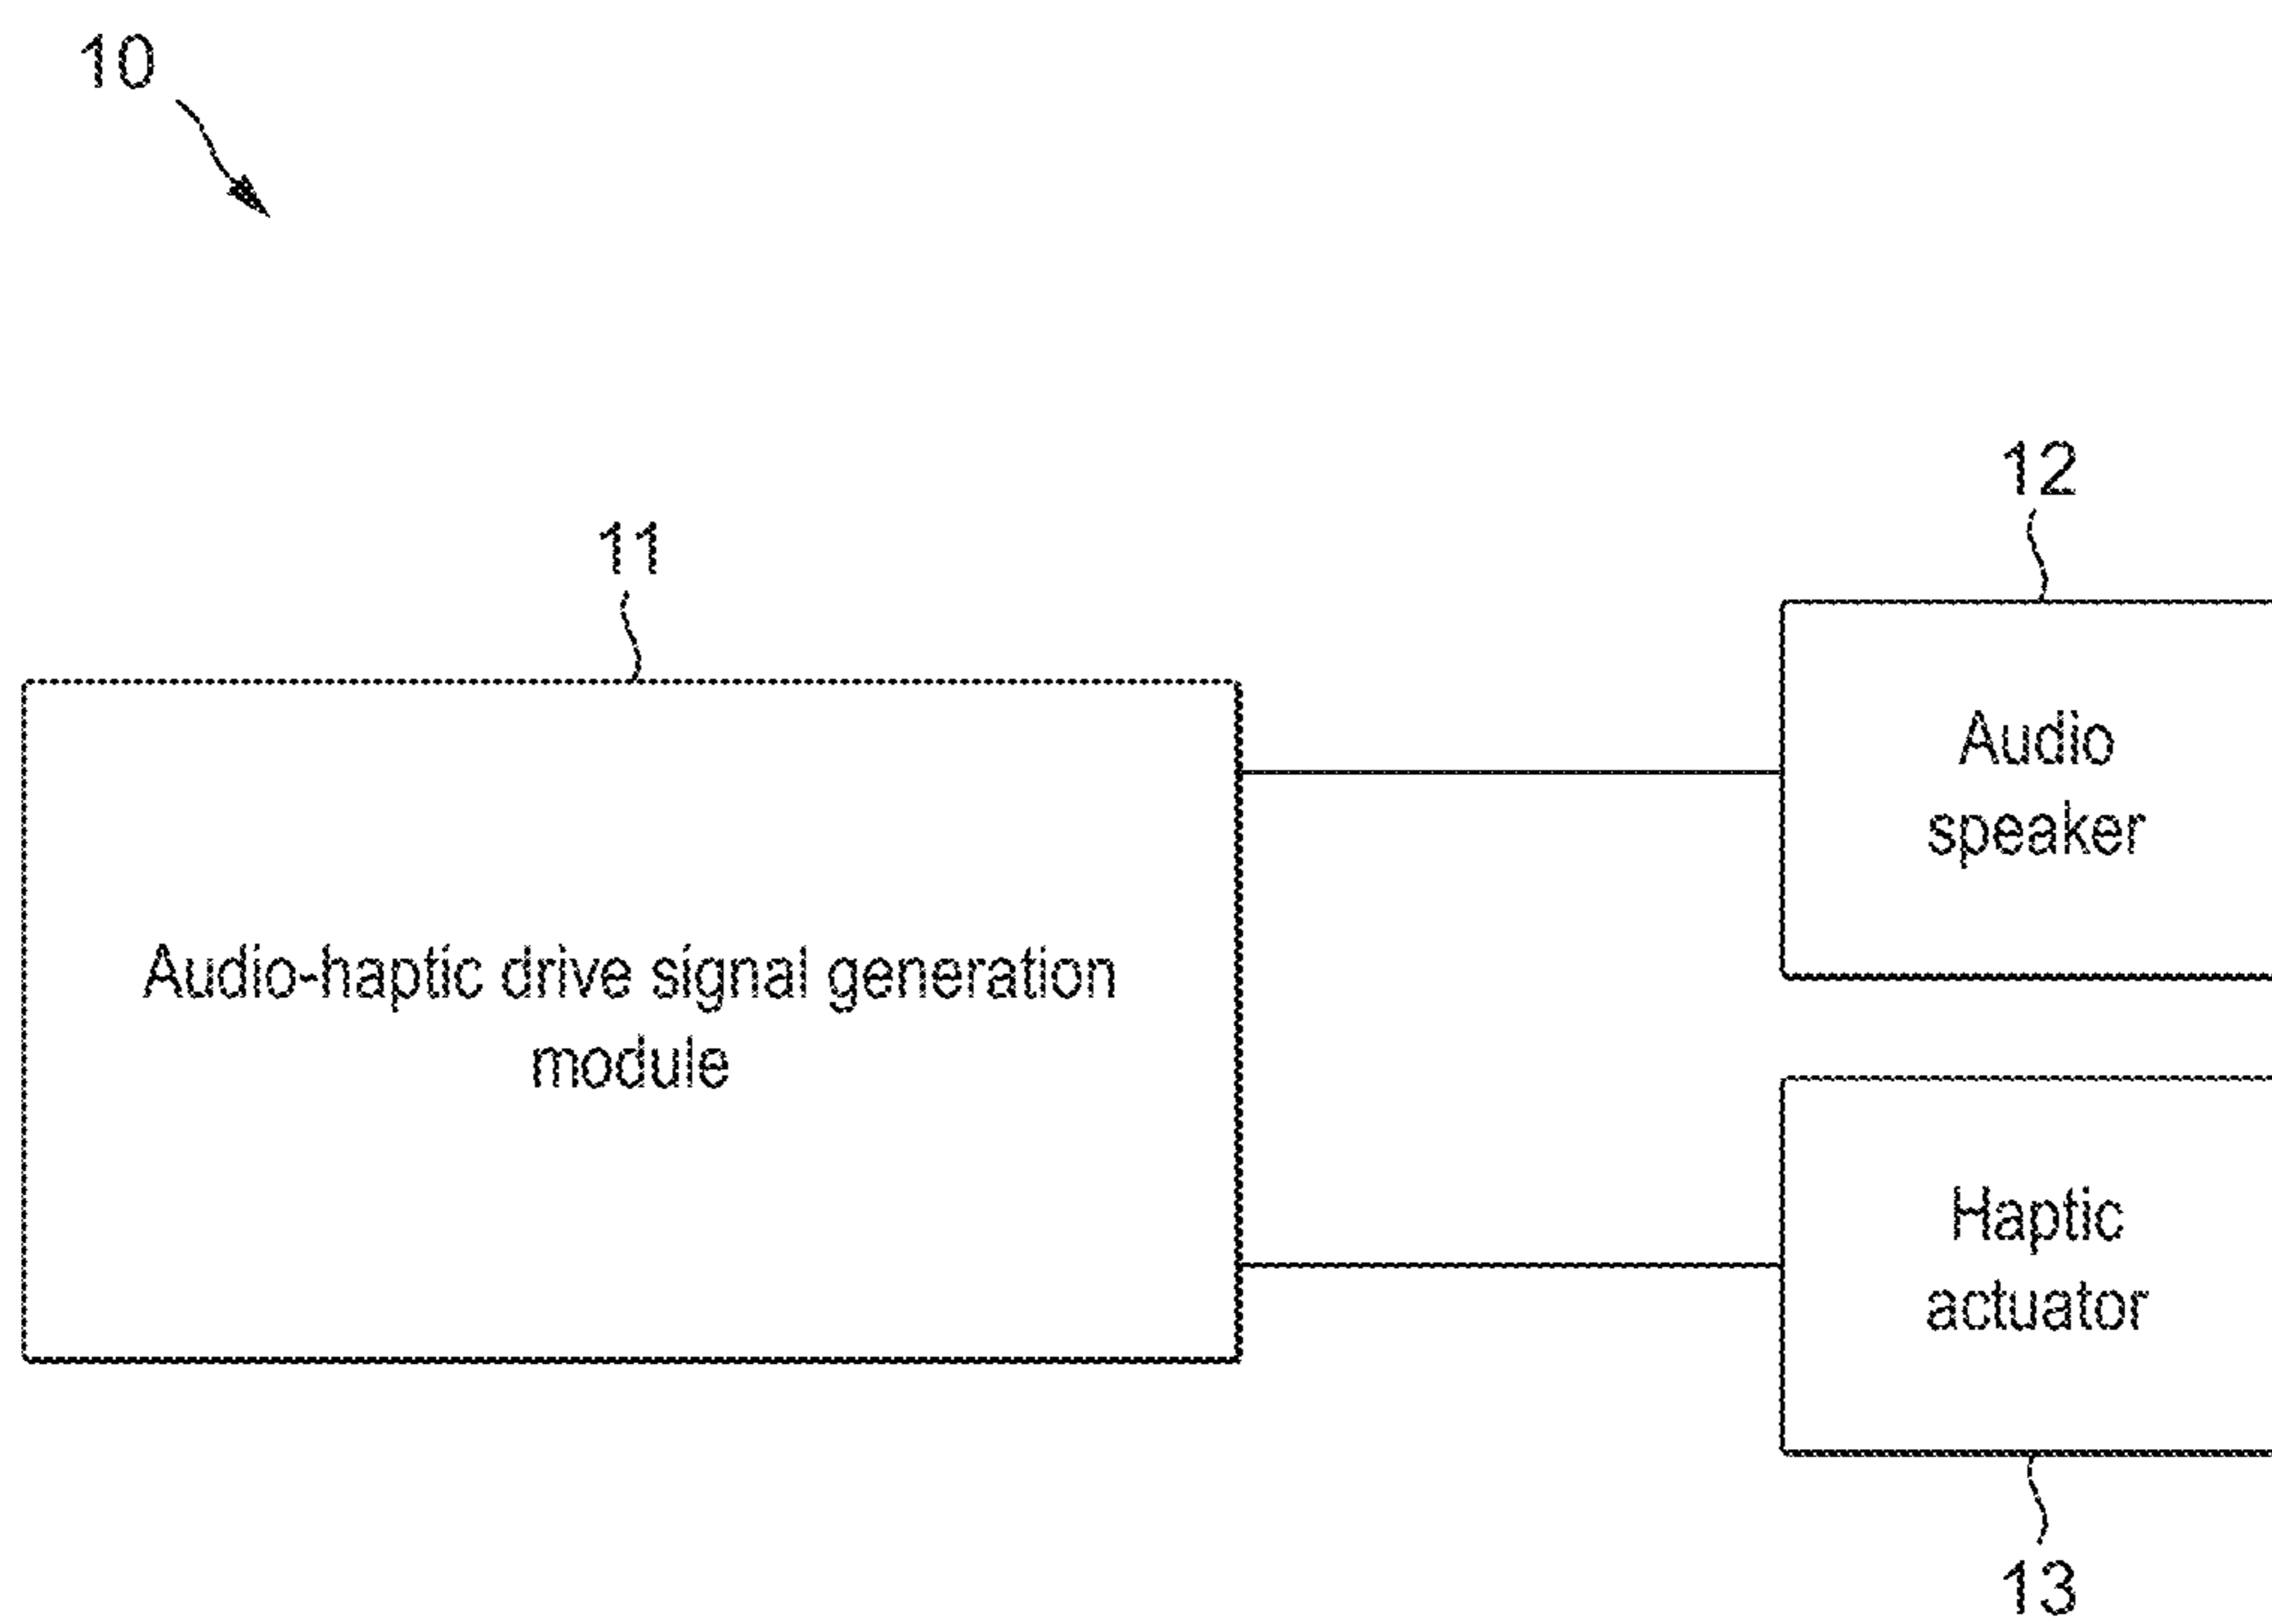 10
12
11
Audio
speaker
Audio-haptic drive signal generation
module
Haptic
actuator
13